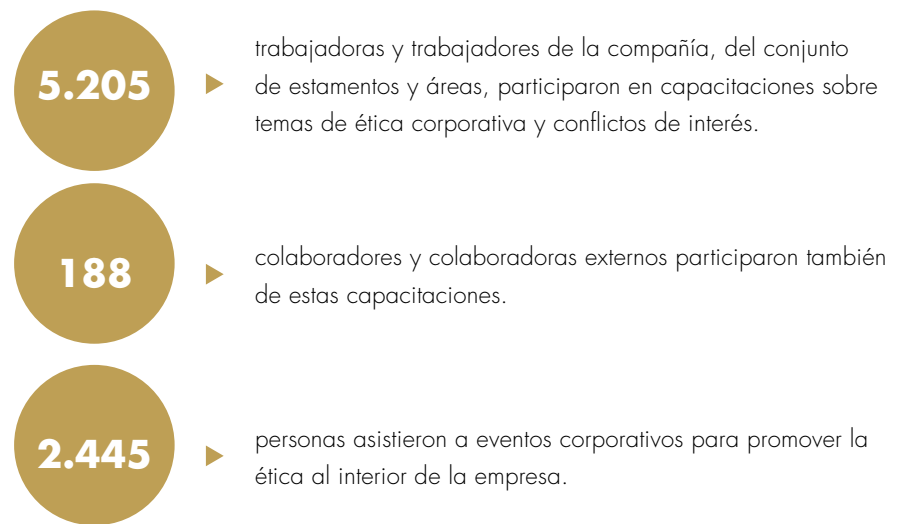 5.205
trabajadoras y trabajadores de la compañía, del conjunto
de estamentos y áreas, participaron en capacitaciones sobre
temas de ética corporativa y conflictos de interés.
188
colaboradores y colaboradoras externos participaron también
de estas capacitaciones.
2.445
personas asistieron a eventos corporativos para promover la
ética al interior de la empresa.